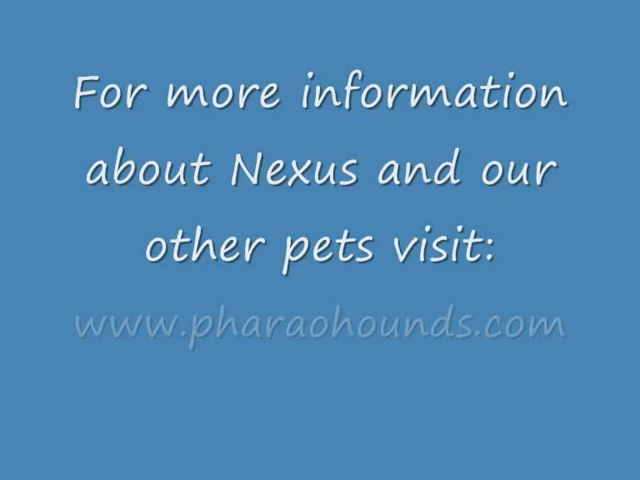 For more information
about Nexus and our
other pets visit:
www.pharaohounds.com